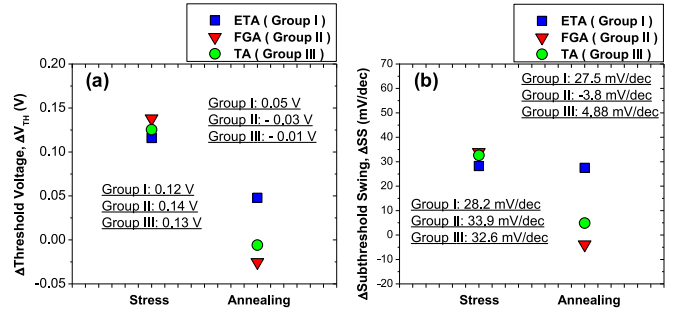 ETA ( Group I )
FGA ( Group II )
TA ( Group III )
(a)
ΔThreshold Voltage, ΔV_TH (V)
0.20
0.15
0.10
0.05
0.00
-0.05
Group I: 0.05 V
Group II: - 0.03 V
Group III: - 0.01 V
Group I: 0.12 V
Group II: 0.14 V
Group III: 0.13 V
Stress
Annealing
ETA ( Group I )
FGA ( Group II )
TA ( Group III )
(b)
ΔSubthreshold Swing, ΔSS (mV/dec)
70
60
50
40
30
20
10
0
-10
-20
Group I: 27.5 mV/dec
Group II: -3.8 mV/dec
Group III: 4.88 mV/dec
Group I: 28.2 mV/dec
Group II: 33.9 mV/dec
Group III: 32.6 mV/dec
Stress
Annealing